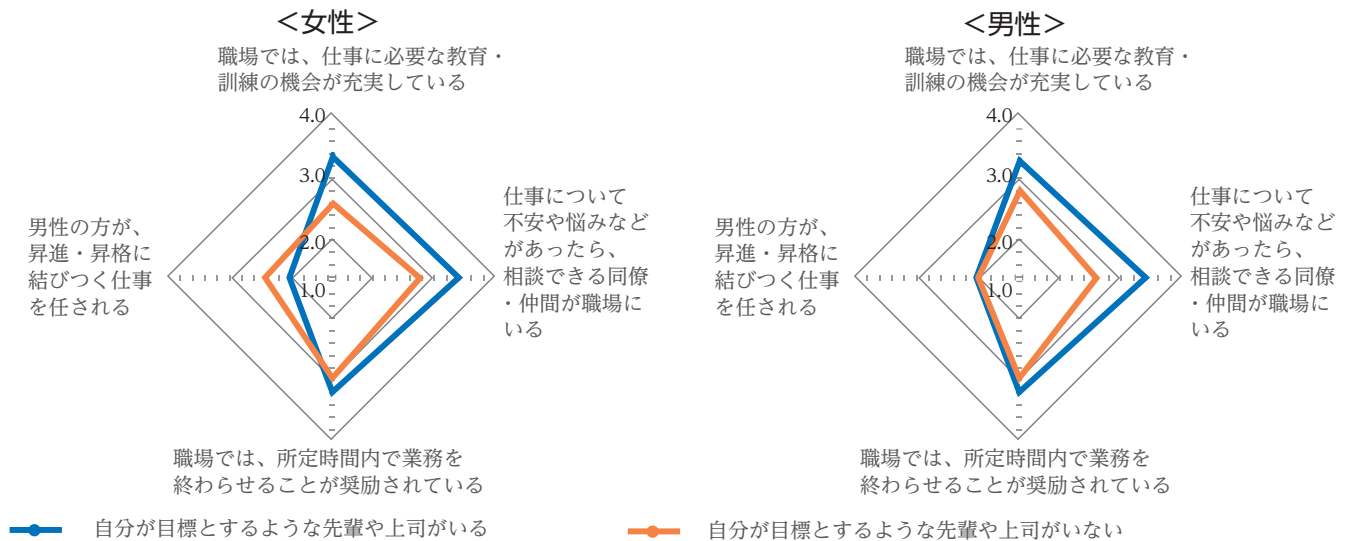 ＜女性＞
職場では、仕事に必要な教育・
訓練の機会が充実している
4.0
3.0
2.0
1.0
仕事について
不安や悩みなど
があったら、
相談できる同僚
・仲間が職場に
いる
男性の方が、
昇進・昇格に
結びつく仕事
を任される
職場では、所定時間内で業務を
終わらせることが奨励されている
＜男性＞
職場では、仕事に必要な教育・
訓練の機会が充実している
4.0
3.0
2.0
1.0
仕事について
不安や悩みなど
があったら、
相談できる同僚
・仲間が職場に
いる
男性の方が、
昇進・昇格に
結びつく仕事
を任される
職場では、所定時間内で業務を
終わらせることが奨励されている
自分が目標とするような先輩や上司がいる
自分が目標とするような先輩や上司がいない